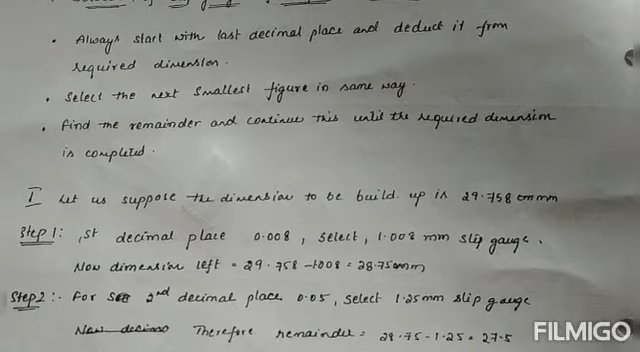 • Always start with last decimal place and deduct it from
required dimension.
• Select the next smallest figure in same way.
• Find the remainder and continue this until the required dimension
is completed.
I Let us suppose the dimension to be build up is 29.758 mm
Step 1: 1st decimal place 0.008, select, 1.008 mm slip gauge.
Now dimension left = 29.758 - 1.008 = 28.75 mm
Step 2:- For 2nd decimal place 0.05, select 1.25mm slip gauge
Therefore remainder = 28.75 - 1.25 = 27.5
FILMIGO